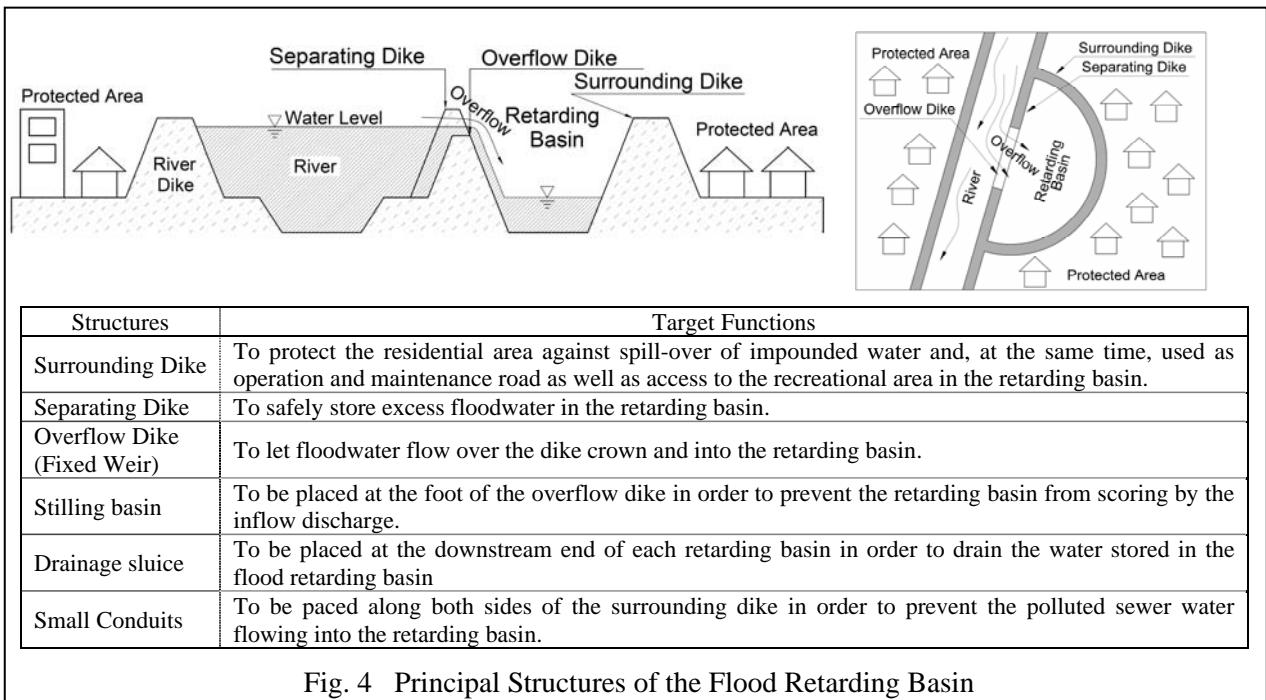 Separating Dike
Overflow Dike
Surrounding Dike
Protected Area
Water Level
Overflow
Retarding
Basin
Protected Area
River
Dike
River
Protected Area
Surrounding Dike
Separating Dike
Overflow Dike
Overflow
Retarding
Basin
River
Protected Area
Structures Target Functions
Surrounding Dike To protect the residential area against spill-over of impounded water and, at the same time, used as
operation and maintenance road as well as access to the recreational area in the retarding basin.
Separating Dike To safely store excess floodwater in the retarding basin.
Overflow Dike
(Fixed Weir) To let floodwater flow over the dike crown and into the retarding basin.
Stilling basin To be placed at the foot of the overflow dike in order to prevent the retarding basin from scoring by the
inflow discharge.
Drainage sluice To be placed at the downstream end of each retarding basin in order to drain the water stored in the
flood retarding basin
Small Conduits To be paced along both sides of the surrounding dike in order to prevent the polluted sewer water
flowing into the retarding basin.
Fig. 4 Principal Structures of the Flood Retarding Basin